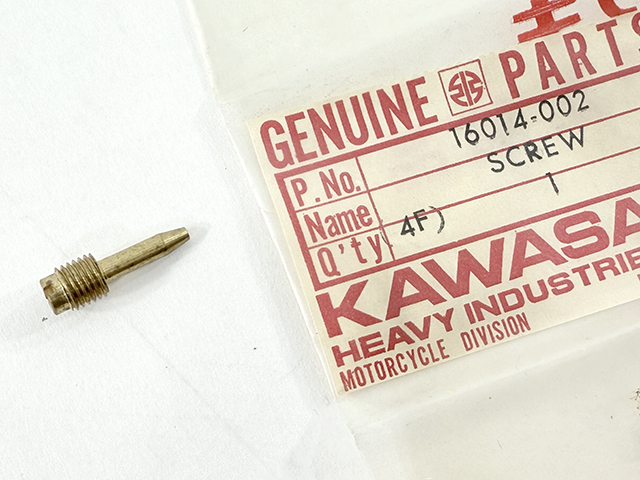 GENUINE PARTS
P.No. 16014-002
Name SCREW
Q'ty (4F) 1
KAWASA
HEAVY INDUSTRIE
MOTORCYCLE DIVISION